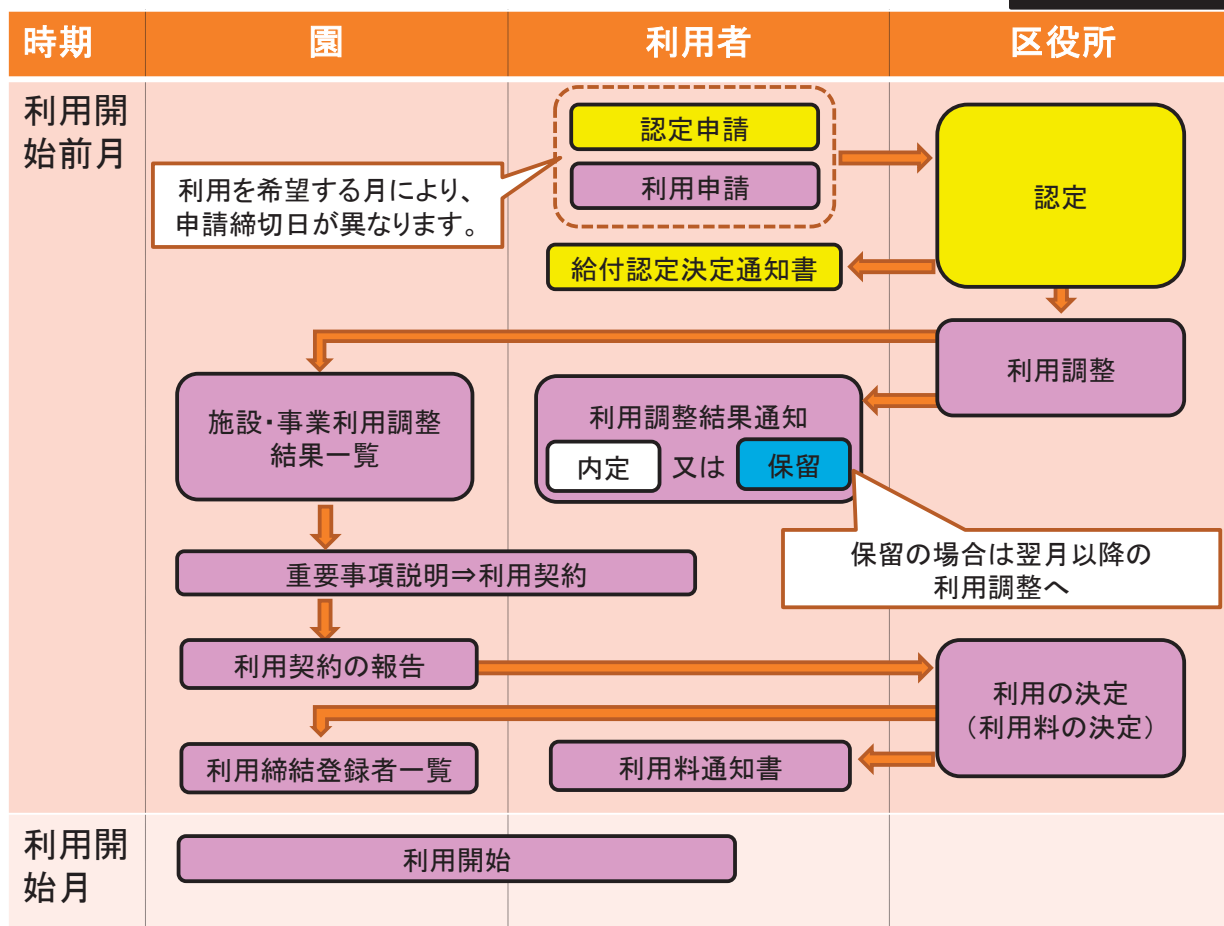 時期
園
利用者
区役所
利用開
始前月
認定申請
利用申請
利用を希望する月により、
申請締切日が異なります。
認定
給付認定決定通知書
利用調整
施設・事業利用調整
結果一覧
利用調整結果通知
内定 又は 保留
保留の場合は翌月以降の
利用調整へ
重要事項説明⇒利用契約
利用契約の報告
利用の決定
（利用料の決定）
利用締結登録者一覧
利用料通知書
利用開
始月
利用開始